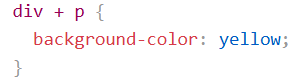 div + p {
  background-color: yellow;
}